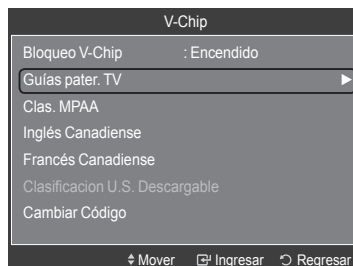 V-Chip
Bloqueo V-Chip : Encendido
Guías pater. TV
Clas. MPAA
Inglés Canadiense
Francés Canadiense
Clasificacion U.S. Descargable
Cambiar Código
Mover Ingresar Regresar